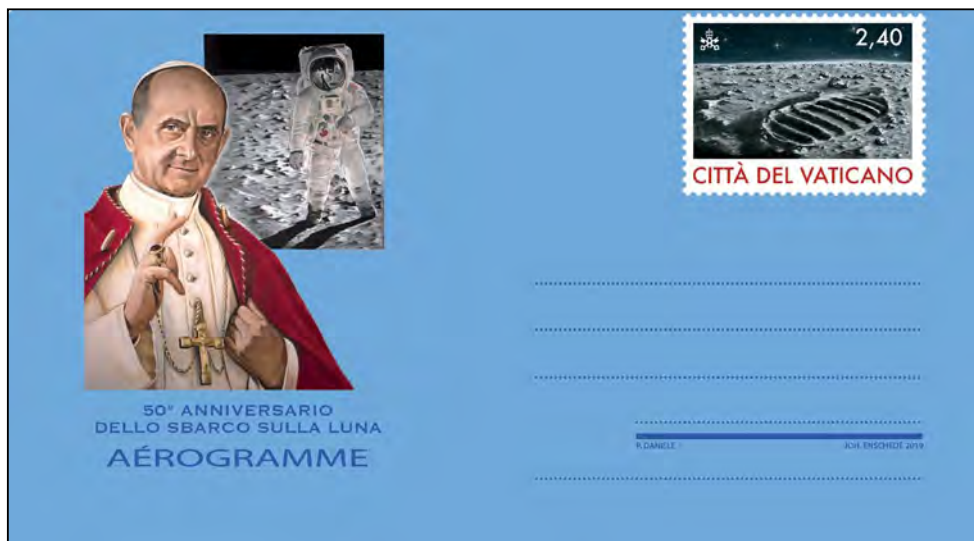 2,40
CITTÀ DEL VATICANO
50° ANNIVERSARIO
DELLO SBARCO SULLA LUNA
AÉROGRAMME
P. DANIELE
JOH. ENSCHEDÉ 2019